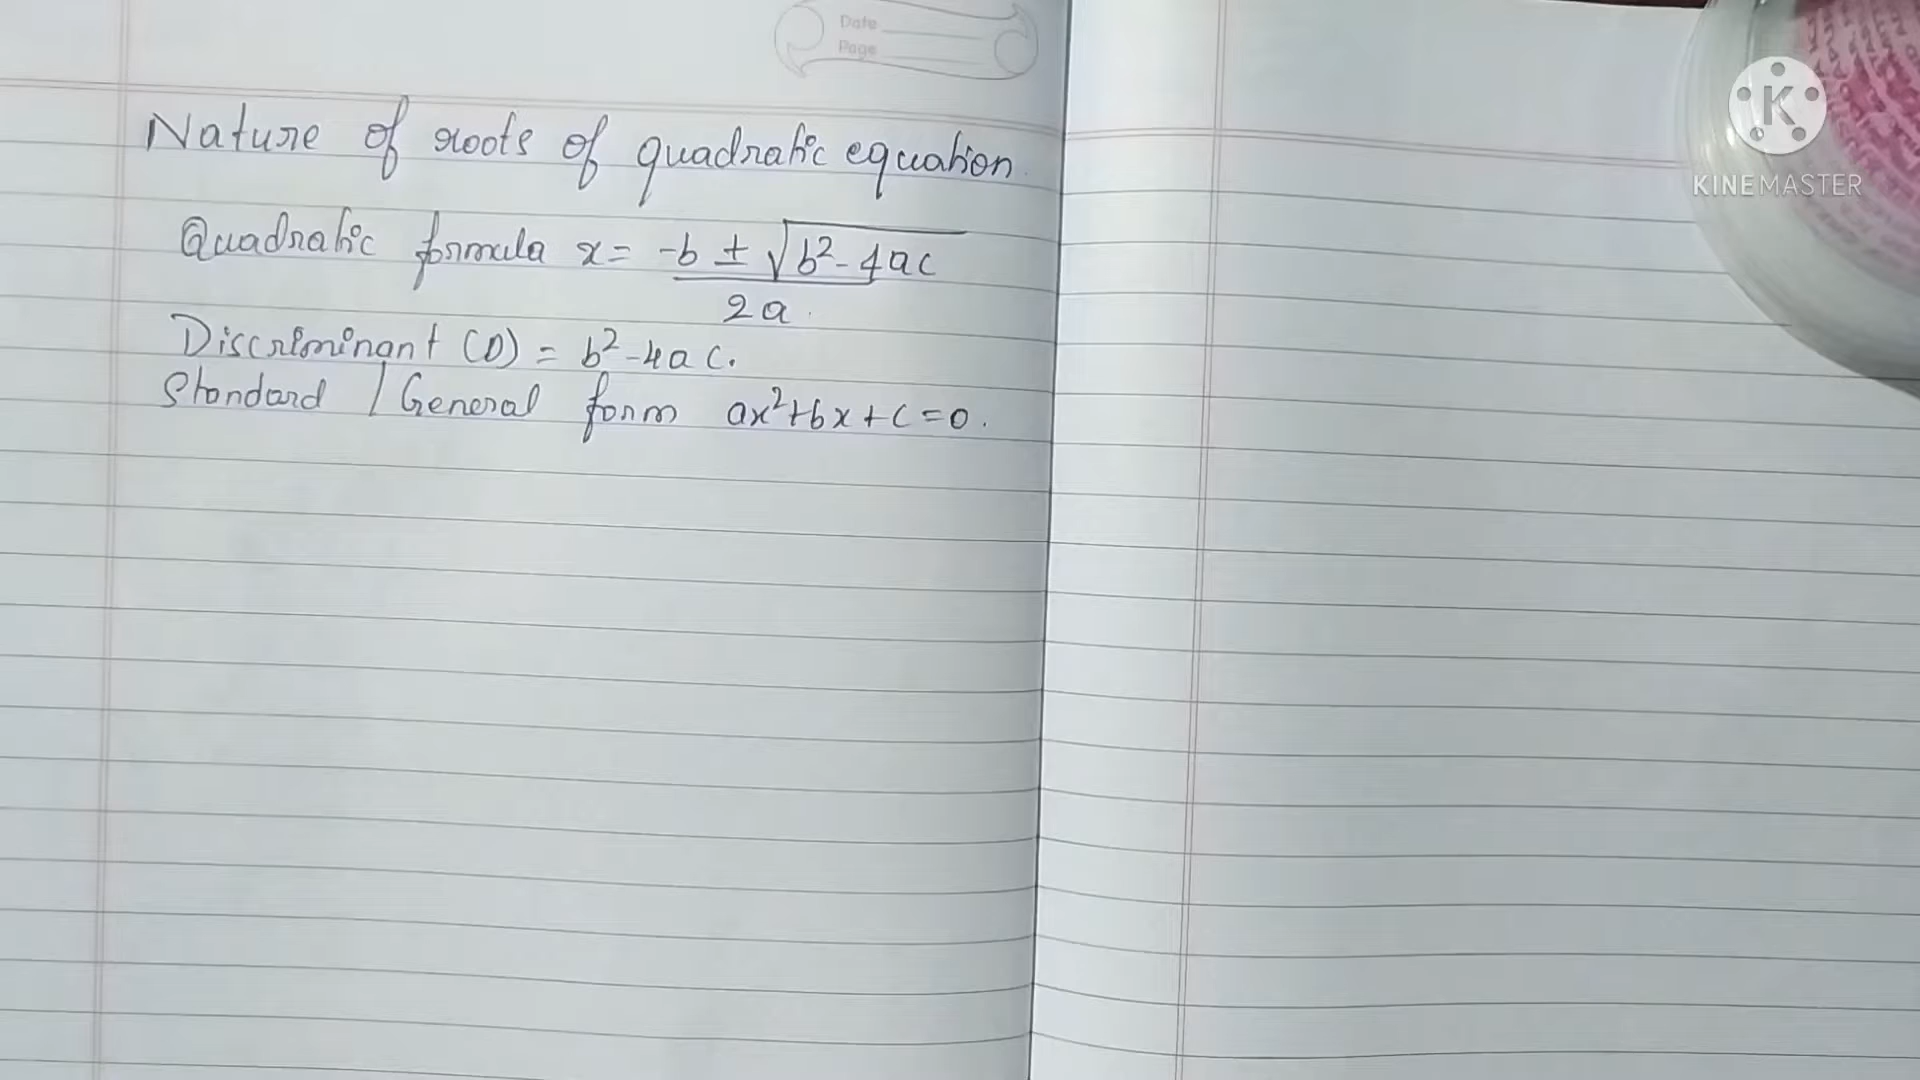 Date
Page
Nature of roots of quadratic equation.
Quadratic formula x = -b ± √b²-4ac / 2a.
Discriminant (D) = b²-4ac.
Standard / General form ax²+bx+c=0.
KINEMASTER